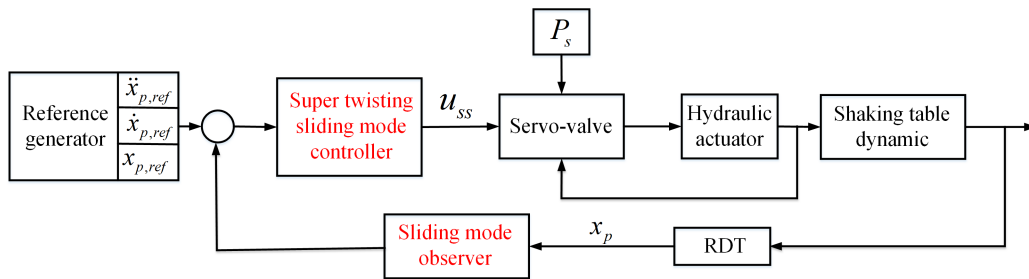 P_s
Reference
generator
ẍ_{p,ref}
ẋ_{p,ref}
x_{p,ref}
Super twisting
sliding mode
controller
u_{ss}
Servo-valve
Hydraulic
actuator
Shaking table
dynamic
Sliding mode
observer
x_p
RDT